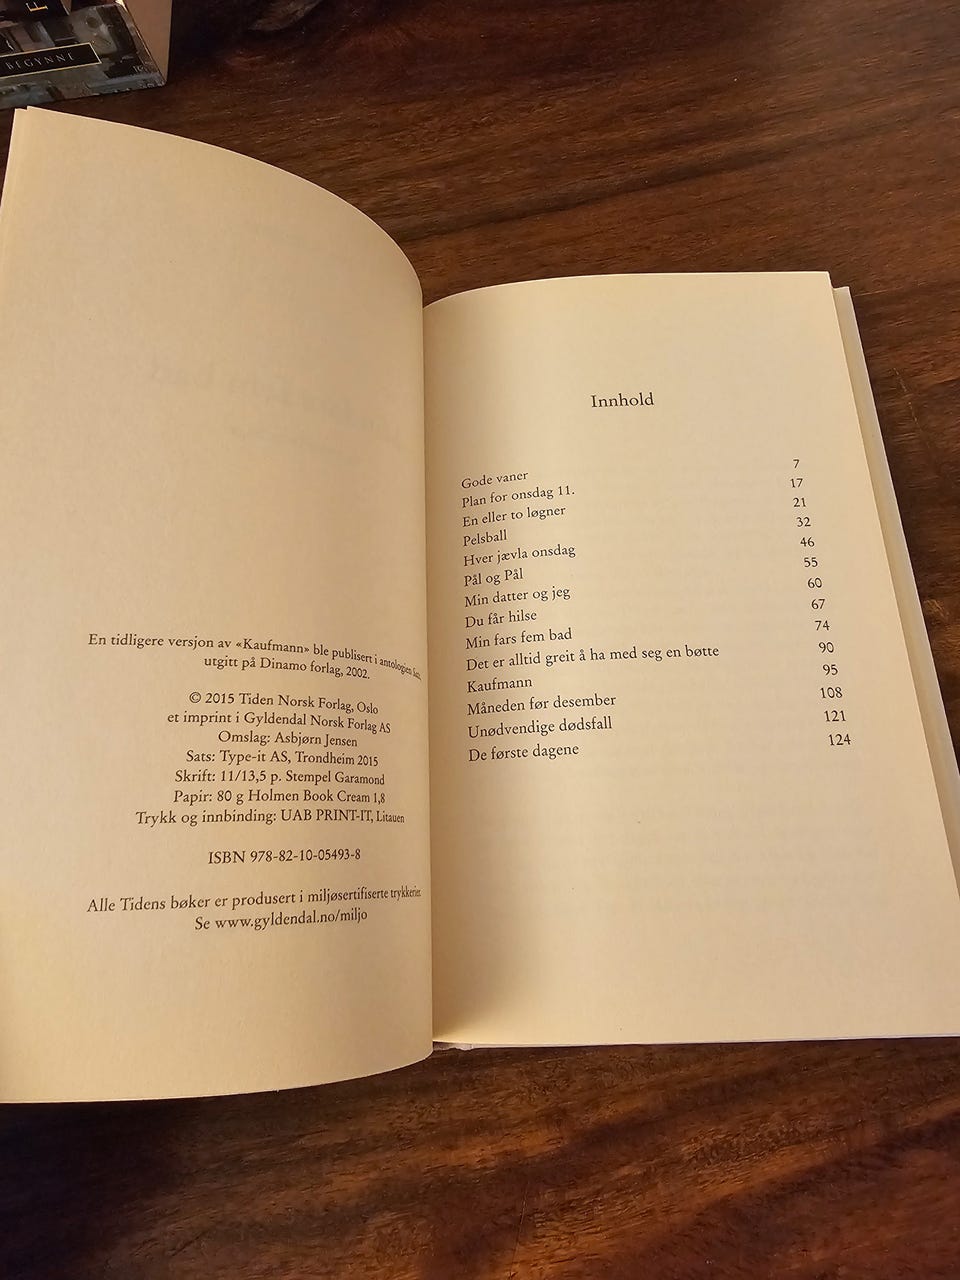 BEGYNNE
En tidligere versjon av «Kaufmann» ble publisert i antologien
utgitt på Dinamo forlag, 2002.
© 2015 Tiden Norsk Forlag, Oslo
et imprint i Gyldendal Norsk Forlag AS
Omslag: Asbjørn Jensen
Sats: Type-it AS, Trondheim 2015
Skrift: 11/13,5 p. Stempel Garamond
Papir: 80 g Holmen Book Cream 1,8
Trykk og innbinding: UAB PRINT-IT, Litauen
ISBN 978-82-10-05493-8
Alle Tidens bøker er produsert i miljøsertifiserte trykkerier.
Se www.gyldendal.no/miljo
Innhold
Gode vaner 7
Plan for onsdag 11. 17
En eller to løgner 21
Pelsball 32
Hver jævla onsdag 46
Pål og Pål 55
Min datter og jeg 60
Du får hilse 67
Min fars fem bad 74
Det er alltid greit å ha med seg en bøtte 90
Kaufmann 95
Måneden før desember 108
Unødvendige dødsfall 121
De første dagene 124